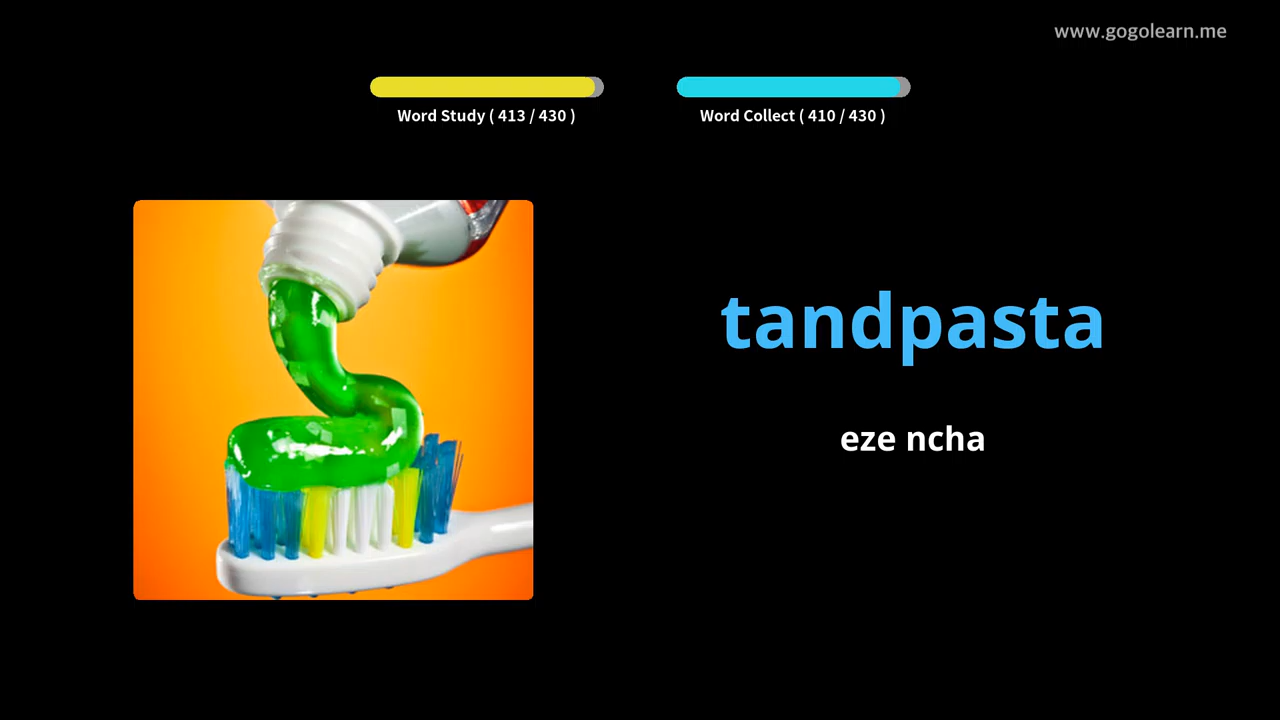 www.gogolearn.me
Word Study ( 413 / 430 )
Word Collect ( 410 / 430 )
tandpasta
eze ncha